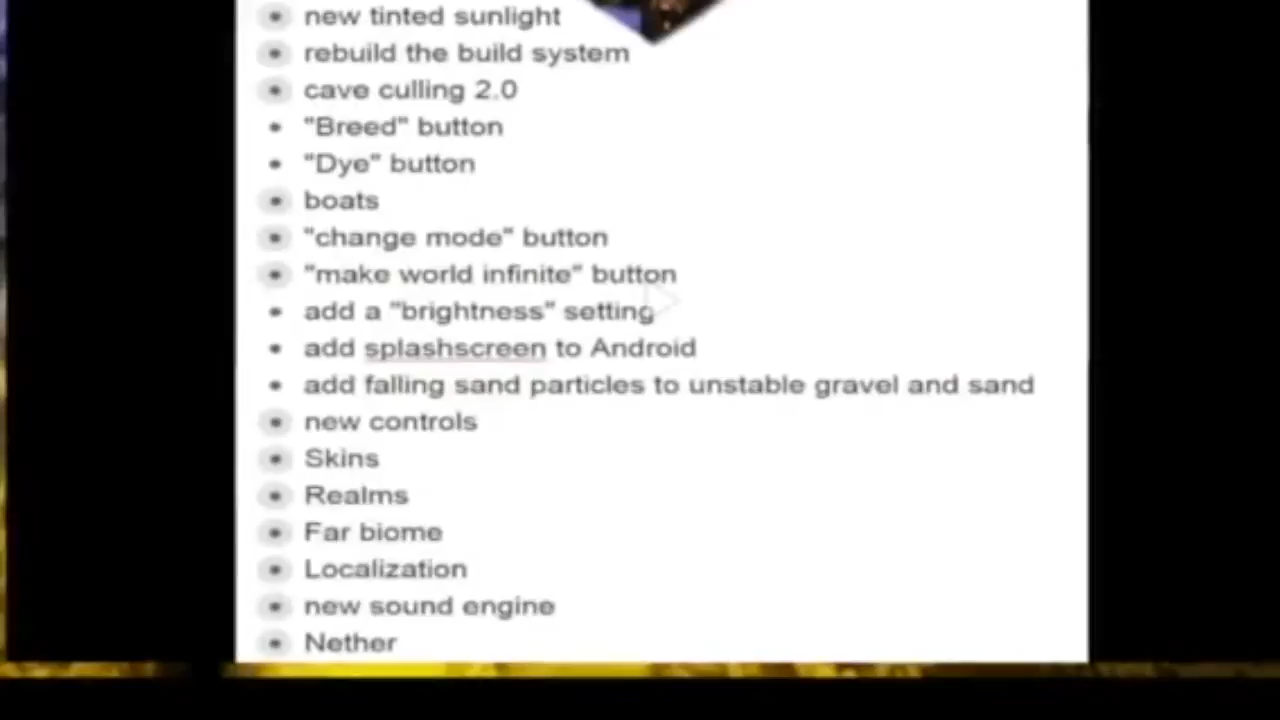 new tinted sunlight
rebuild the build system
cave culling 2.0
"Breed" button
"Dye" button
boats
"change mode" button
"make world infinite" button
add a "brightness" setting
add splashscreen to Android
add falling sand particles to unstable gravel and sand
new controls
Skins
Realms
Far biome
Localization
new sound engine
Nether